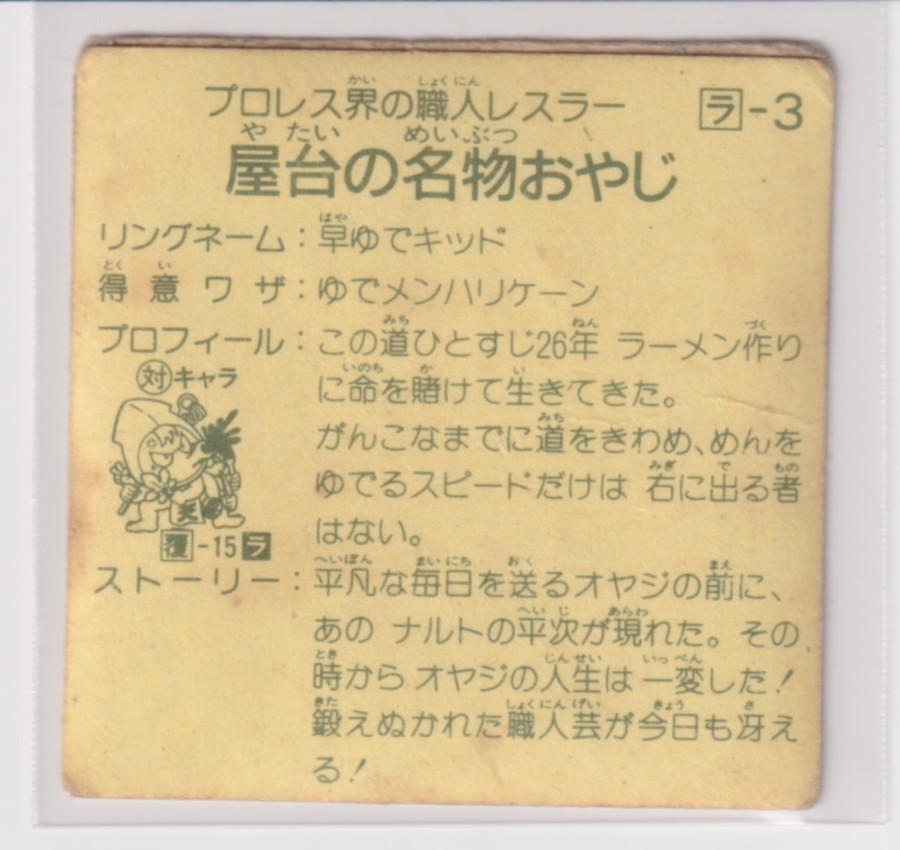 プロレス界の職人レスラー ラ-3
屋台の名物おやじ
リングネーム：早ゆでキッド
得意ワザ：ゆでメンハリケーン
プロフィール：この道ひとすじ26年 ラーメン作り
に命を賭けて生きてきた。
がんこなまでに道をきわめ、めんを
ゆでるスピードだけは 右に出る者
はない。
対キャラ
覆-15ラ
ストーリー：平凡な毎日を送るオヤジの前に、
あの ナルトの平次が現れた。その
時から オヤジの人生は 一変した！
鍛えぬかれた職人芸が今日も冴え
る！